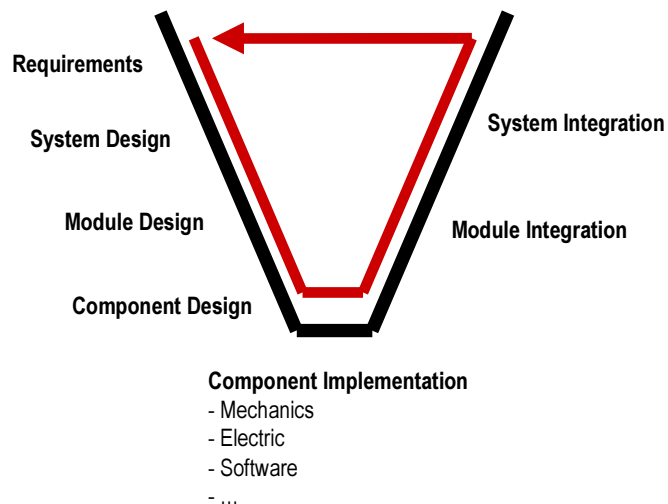 Requirements
System Design
Module Design
Component Design
System Integration
Module Integration
Component Implementation
- Mechanics
- Electric
- Software
- ...